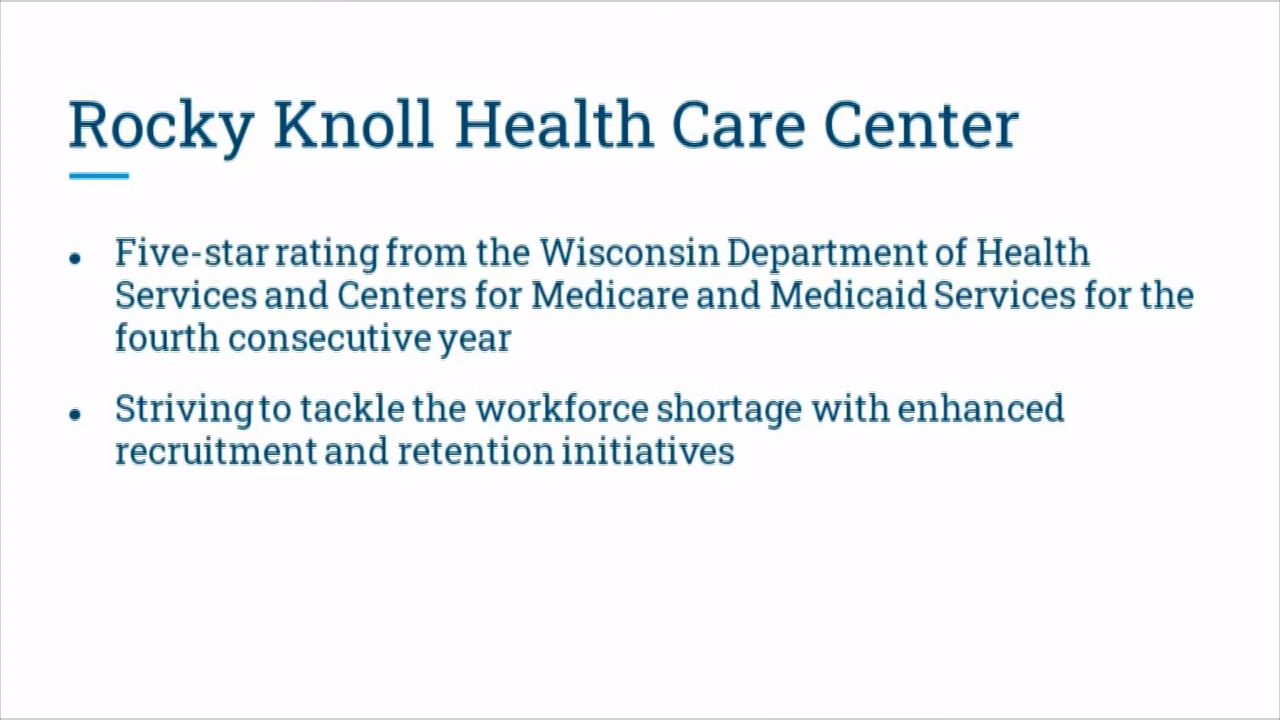 Rocky Knoll Health Care Center
• Five-star rating from the Wisconsin Department of Health
Services and Centers for Medicare and Medicaid Services for the
fourth consecutive year
• Striving to tackle the workforce shortage with enhanced
recruitment and retention initiatives